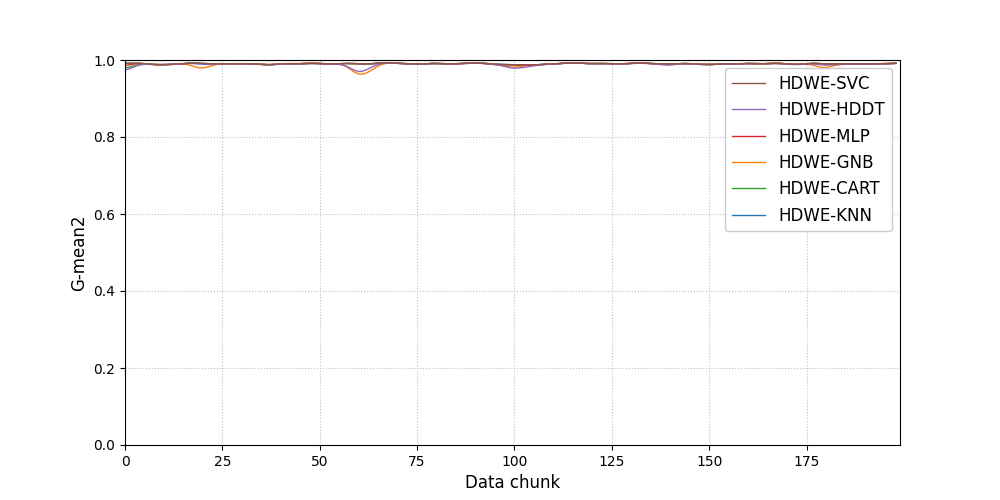 1.0
0.8
0.6
0.4
0.2
0.0
G-mean2
HDWE-SVC
HDWE-HDDT
HDWE-MLP
HDWE-GNB
HDWE-CART
HDWE-KNN
0 25 50 75 100 125 150 175
Data chunk